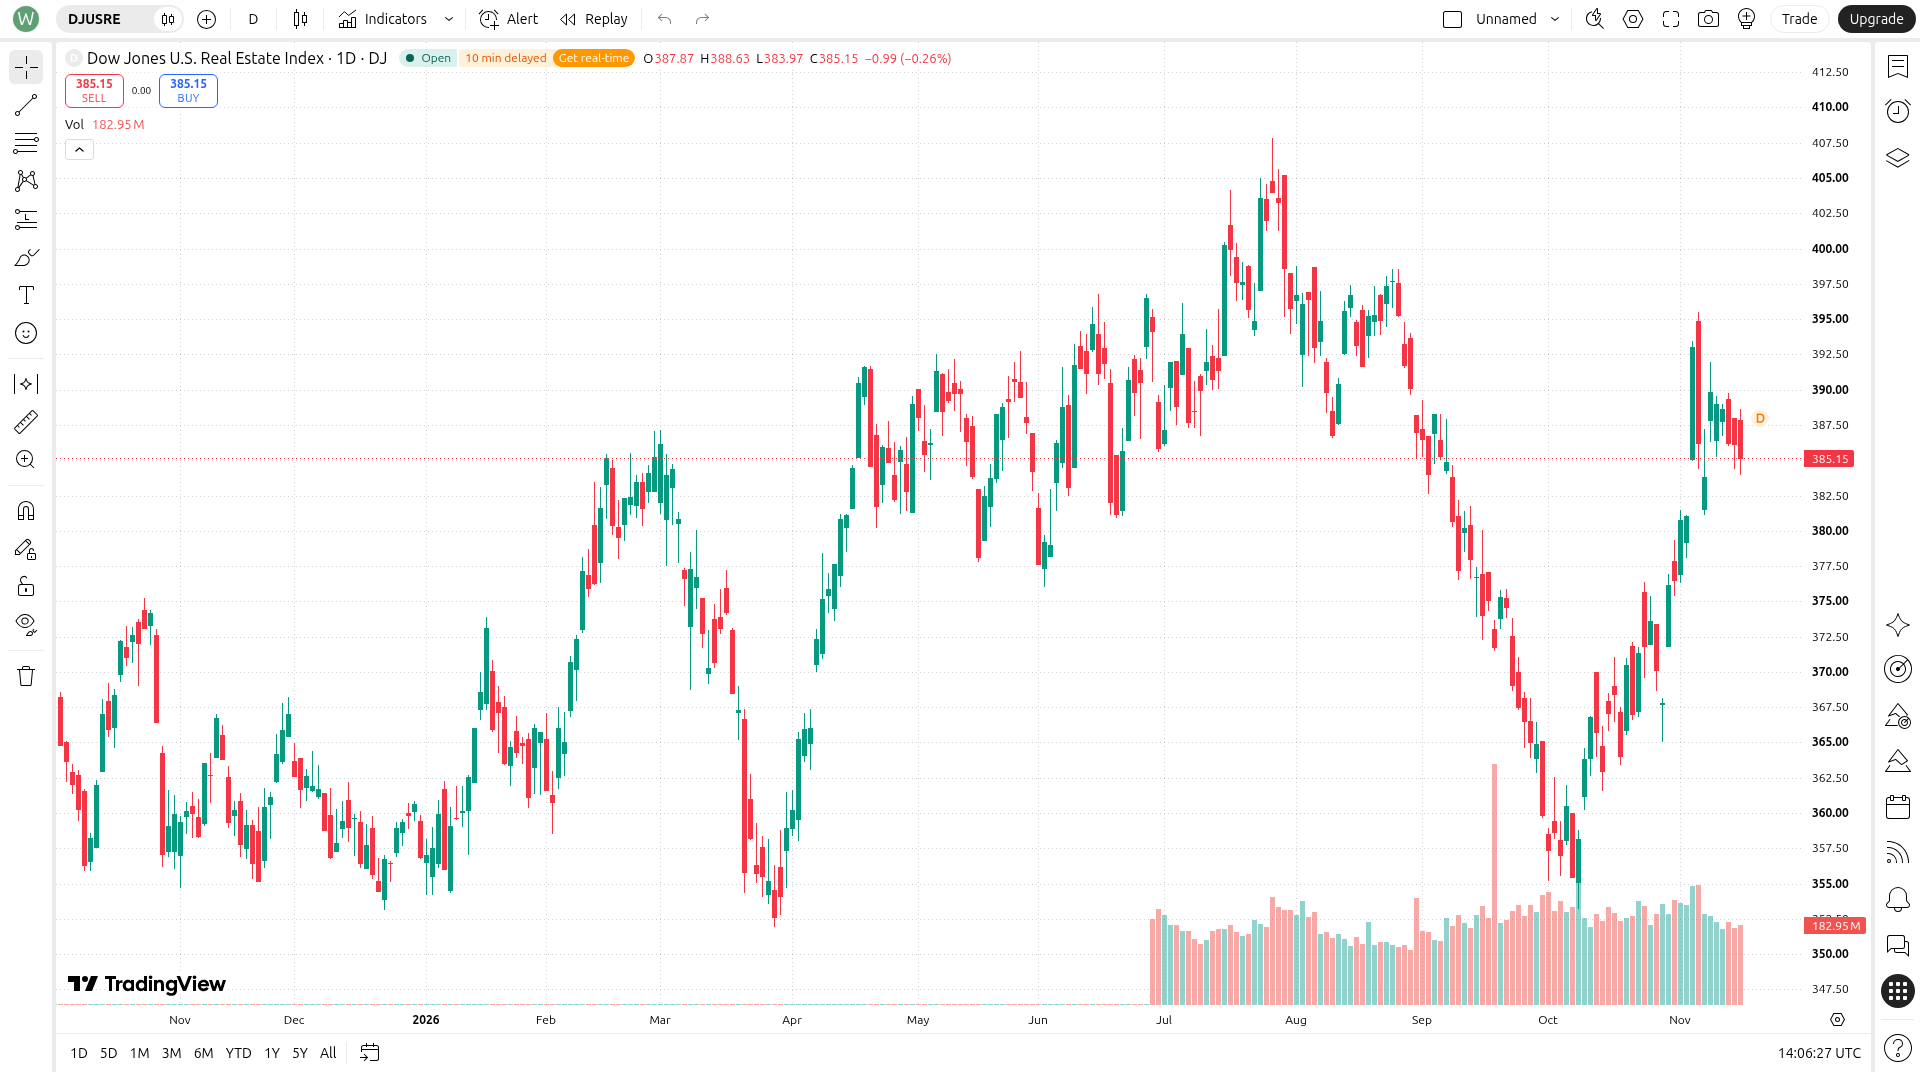 W DJUSRE D Indicators Alert Replay Unnamed Trade Upgrade
D Dow Jones U.S. Real Estate Index · 1D · DJ Open 10 min delayed Get real-time O387.87 H388.63 L383.97 C385.15 −0.99 (−0.26%)
385.15 SELL
0.00
385.15 BUY
Vol 182.95 M
412.50
410.00
407.50
405.00
402.50
400.00
397.50
395.00
392.50
390.00
387.50
D
385.15
382.50
380.00
377.50
375.00
372.50
370.00
367.50
365.00
362.50
360.00
357.50
355.00
182.95 M
350.00
347.50
TradingView
Nov Dec 2026 Feb Mar Apr May Jun Jul Aug Sep Oct Nov
1D 5D 1M 3M 6M YTD 1Y 5Y All 14:06:27 UTC